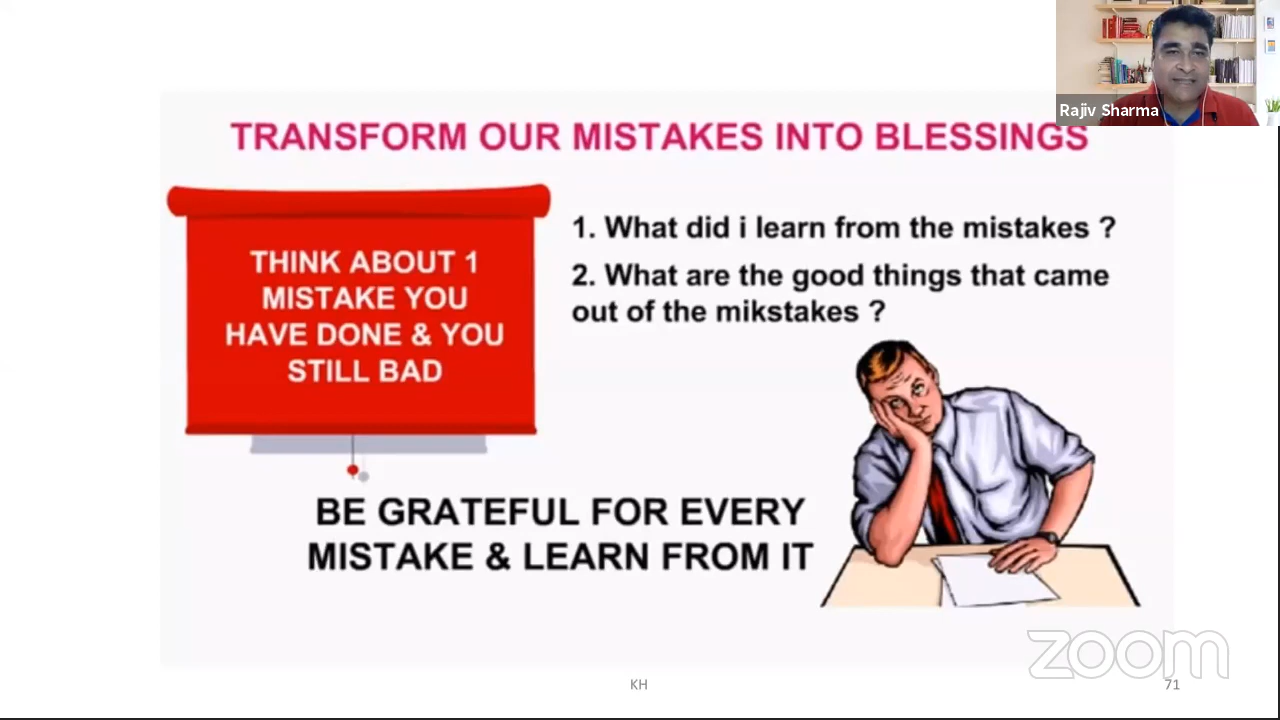 Rajiv Sharma
TRANSFORM OUR MISTAKES INTO BLESSINGS
THINK ABOUT 1
MISTAKE YOU
HAVE DONE & YOU
STILL BAD
1. What did i learn from the mistakes ?
2. What are the good things that came
out of the mikstakes ?
BE GRATEFUL FOR EVERY
MISTAKE & LEARN FROM IT
zoom
KH
71